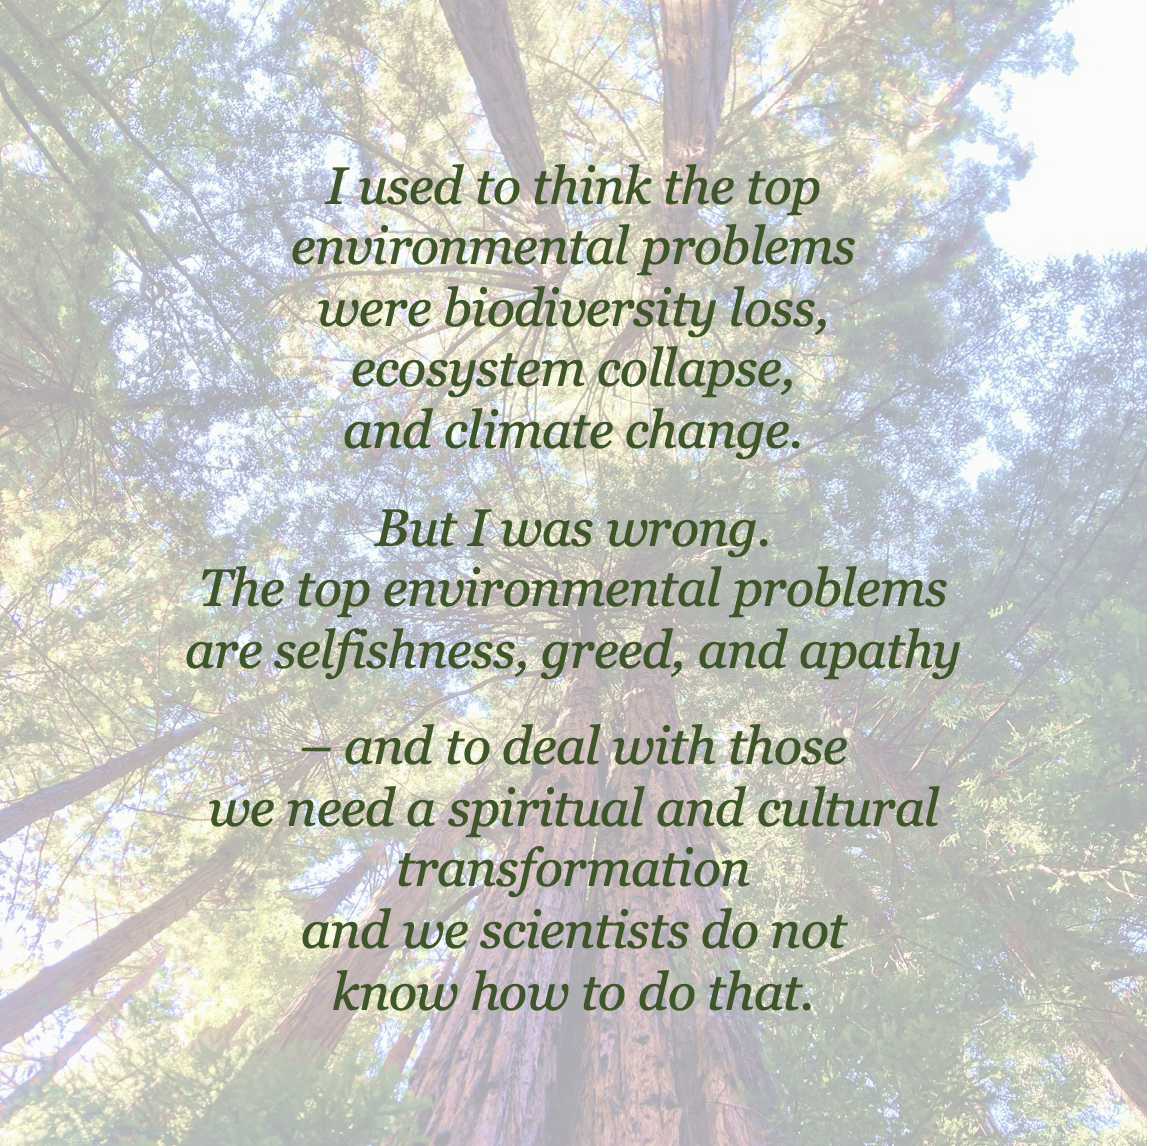 I used to think the top
environmental problems
were biodiversity loss,
ecosystem collapse,
and climate change.
But I was wrong.
The top environmental problems
are selfishness, greed, and apathy
– and to deal with those
we need a spiritual and cultural
transformation
and we scientists do not
know how to do that.